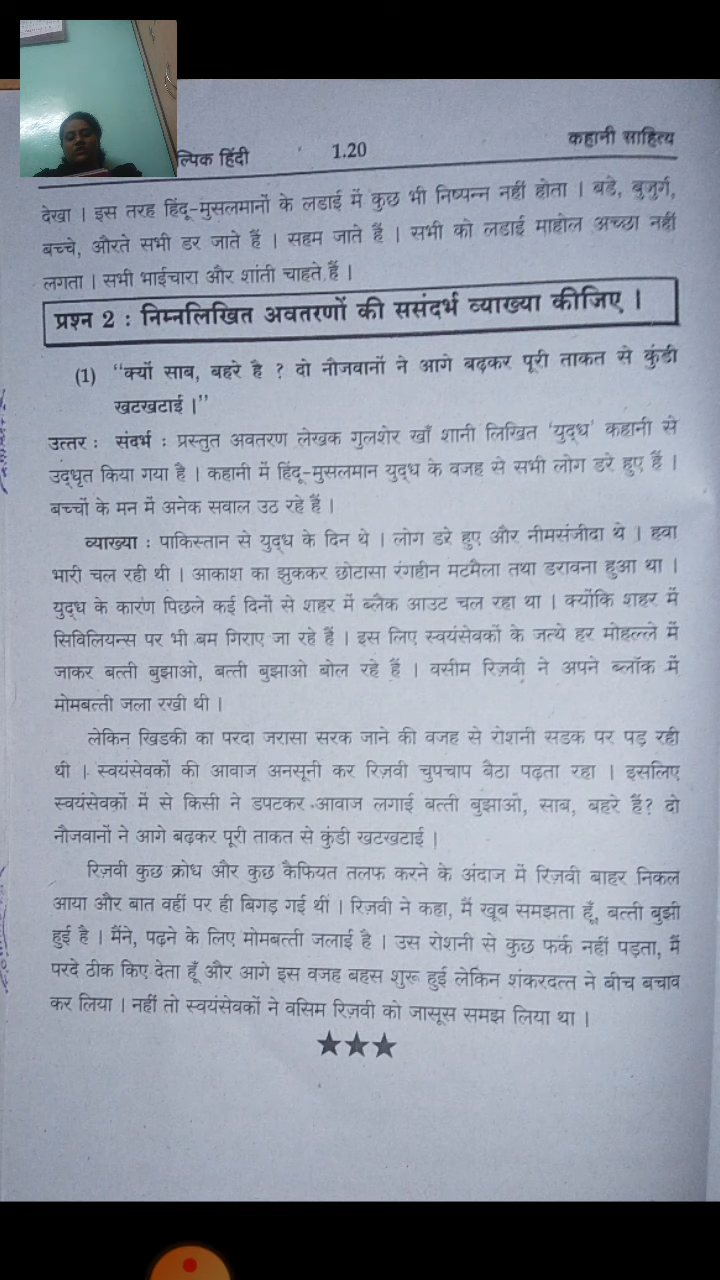 ल्पिक हिंदी 1.20 कहानी साहित्य
देखा । इस तरह हिंदू-मुसलमानों के लडाई में कुछ भी निष्पन्न नहीं होता । बडे, बुजुर्ग,
बच्चे, औरते सभी डर जाते हैं । सहम जाते हैं । सभी को लडाई माहोल अच्छा नहीं
लगता । सभी भाईचारा और शांती चाहते हैं ।
प्रश्न 2 : निम्नलिखित अवतरणों की ससंदर्भ व्याख्या कीजिए ।
(1) “क्यों साब, बहरे है ? दो नौजवानों ने आगे बढ़कर पूरी ताकत से कुंडी
खटखटाई ।”
उत्तर : संदर्भ : प्रस्तुत अवतरण लेखक गुलशेर खाँ शानी लिखित ‘युद्ध’ कहानी से
उद्धृत किया गया है । कहानी में हिंदू-मुसलमान युद्ध के वजह से सभी लोग डरे हुए हैं ।
बच्चों के मन में अनेक सवाल उठ रहे हैं ।
व्याख्या : पाकिस्तान से युद्ध के दिन थे । लोग डरे हुए और नीमसंजीदा थे । हवा
भारी चल रही थी । आकाश का झुककर छोटासा रंगहीन मटमैला तथा डरावना हुआ था ।
युद्ध के कारण पिछले कई दिनों से शहर में ब्लैक आउट चल रहा था । क्योंकि शहर में
सिविलियन्स पर भी बम गिराए जा रहे हैं । इस लिए स्वयंसेवकों के जत्थे हर मोहल्ले में
जाकर बत्ती बुझाओ, बत्ती बुझाओ बोल रहे हैं । वसीम रिज़वी ने अपने ब्लॉक में
मोमबत्ती जला रखी थी ।
लेकिन खिडकी का परदा जरासा सरक जाने की वजह से रोशनी सडक पर पड़ रही
थी । स्वयंसेवकों की आवाज अनसूनी कर रिज़वी चुपचाप बैठा पढ़ता रहा । इसलिए
स्वयंसेवकों में से किसी ने डपटकर आवाज लगाई बत्ती बुझाओ, साब, बहरे हैं? दो
नौजवानों ने आगे बढ़कर पूरी ताकत से कुंडी खटखटाई ।
रिज़वी कुछ क्रोध और कुछ कैफियत तलफ करने के अंदाज में रिज़वी बाहर निकल
आया और बात वहीं पर ही बिगड़ गई थी । रिज़वी ने कहा, मैं खूब समझता हूँ, बत्ती बुझी
हुई है । मैंने, पढ़ने के लिए मोमबत्ती जलाई है । उस रोशनी से कुछ फर्क नहीं पड़ता, मैं
परदे ठीक किए देता हूँ और आगे इस वजह बहस शुरू हुई लेकिन शंकरदत्त ने बीच बचाव
कर लिया । नहीं तो स्वयंसेवकों ने वसिम रिज़वी को जासूस समझ लिया था ।